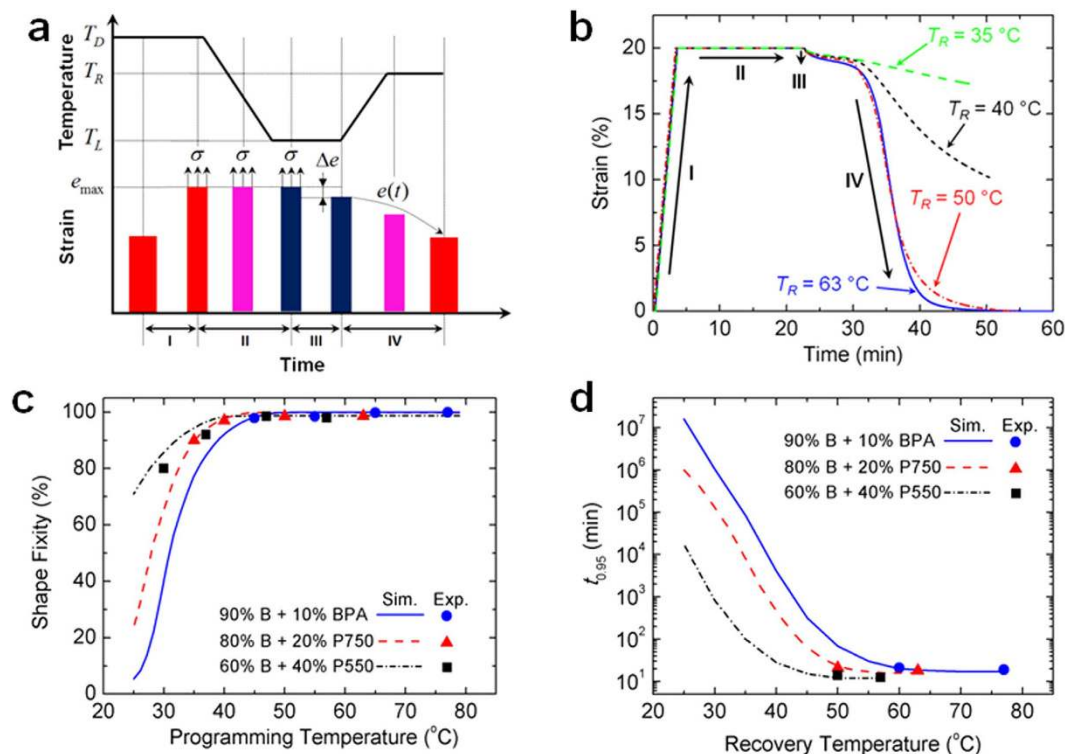 a
Temperature
T_D
T_R
T_L
σ σ σ
Δe
e_max
e(t)
Strain
I II III IV
Time
b
Strain (%)
20
15
10
5
0
T_R = 35 °C
II
III
T_R = 40 °C
I
IV
T_R = 50 °C
T_R = 63 °C
0 10 20 30 40 50 60
Time (min)
c
Shape Fixity (%)
100
80
60
40
20
0
Sim. Exp.
90% B + 10% BPA
80% B + 20% P750
60% B + 40% P550
20 30 40 50 60 70 80
Programming Temperature (°C)
d
t_0.95 (min)
10^7
10^6
10^5
10^4
10^3
10^2
10^1
Sim. Exp.
90% B + 10% BPA
80% B + 20% P750
60% B + 40% P550
20 30 40 50 60 70 80
Recovery Temperature (°C)